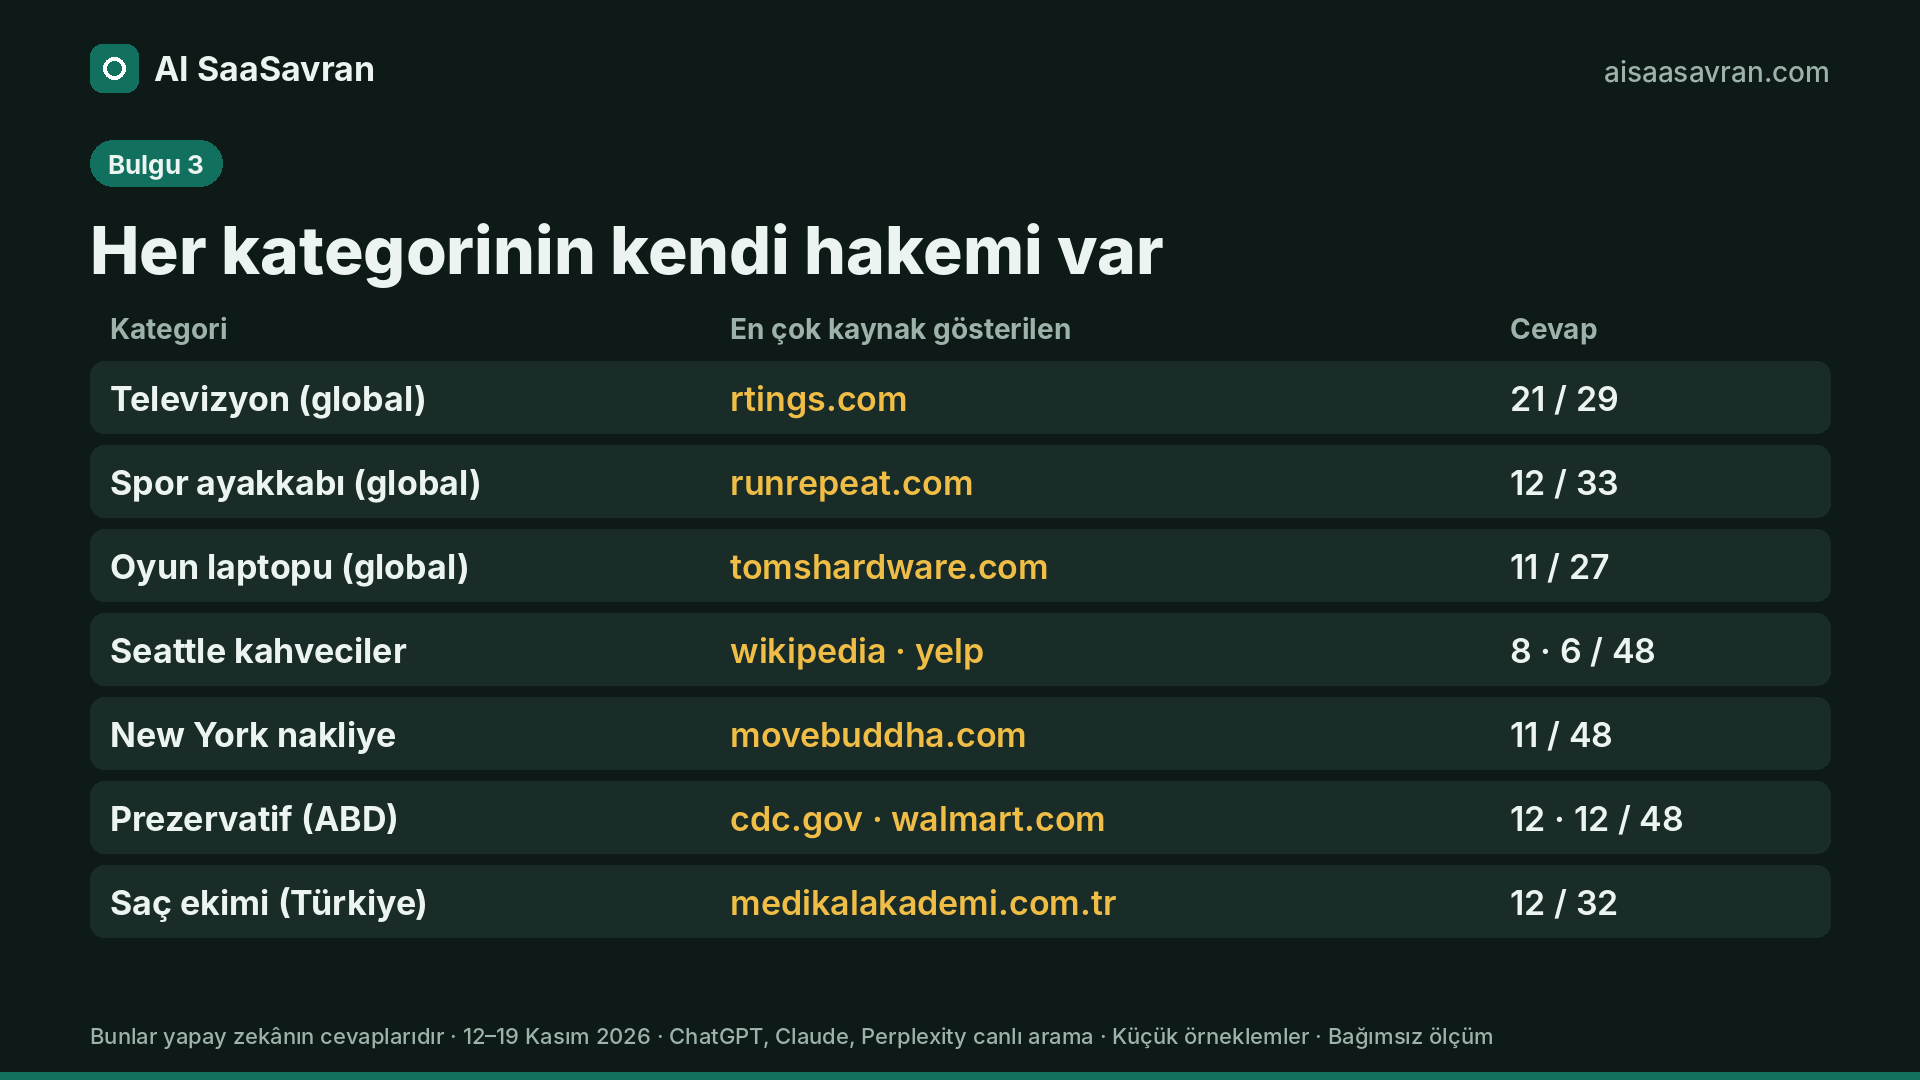 AI SaaSavran
aisaasavran.com
Bulgu 3
Her kategorinin kendi hakemi var
Kategori En çok kaynak gösterilen Cevap
Televizyon (global) rtings.com 21 / 29
Spor ayakkabı (global) runrepeat.com 12 / 33
Oyun laptopu (global) tomshardware.com 11 / 27
Seattle kahveciler wikipedia · yelp 8 · 6 / 48
New York nakliye movebuddha.com 11 / 48
Prezervatif (ABD) cdc.gov · walmart.com 12 · 12 / 48
Saç ekimi (Türkiye) medikalakademi.com.tr 12 / 32
Bunlar yapay zekânın cevaplarıdır · 12–19 Kasım 2026 · ChatGPT, Claude, Perplexity canlı arama · Küçük örneklemler · Bağımsız ölçüm